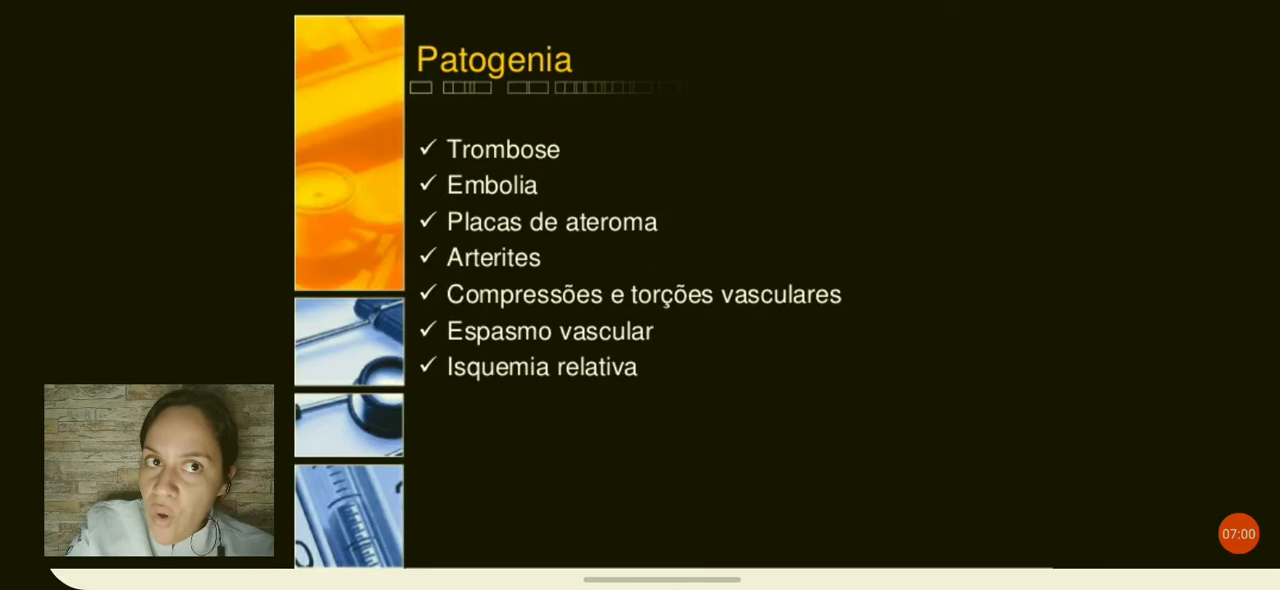 Patogenia
✓ Trombose
✓ Embolia
✓ Placas de ateroma
✓ Arterites
✓ Compressões e torções vasculares
✓ Espasmo vascular
✓ Isquemia relativa
07:00